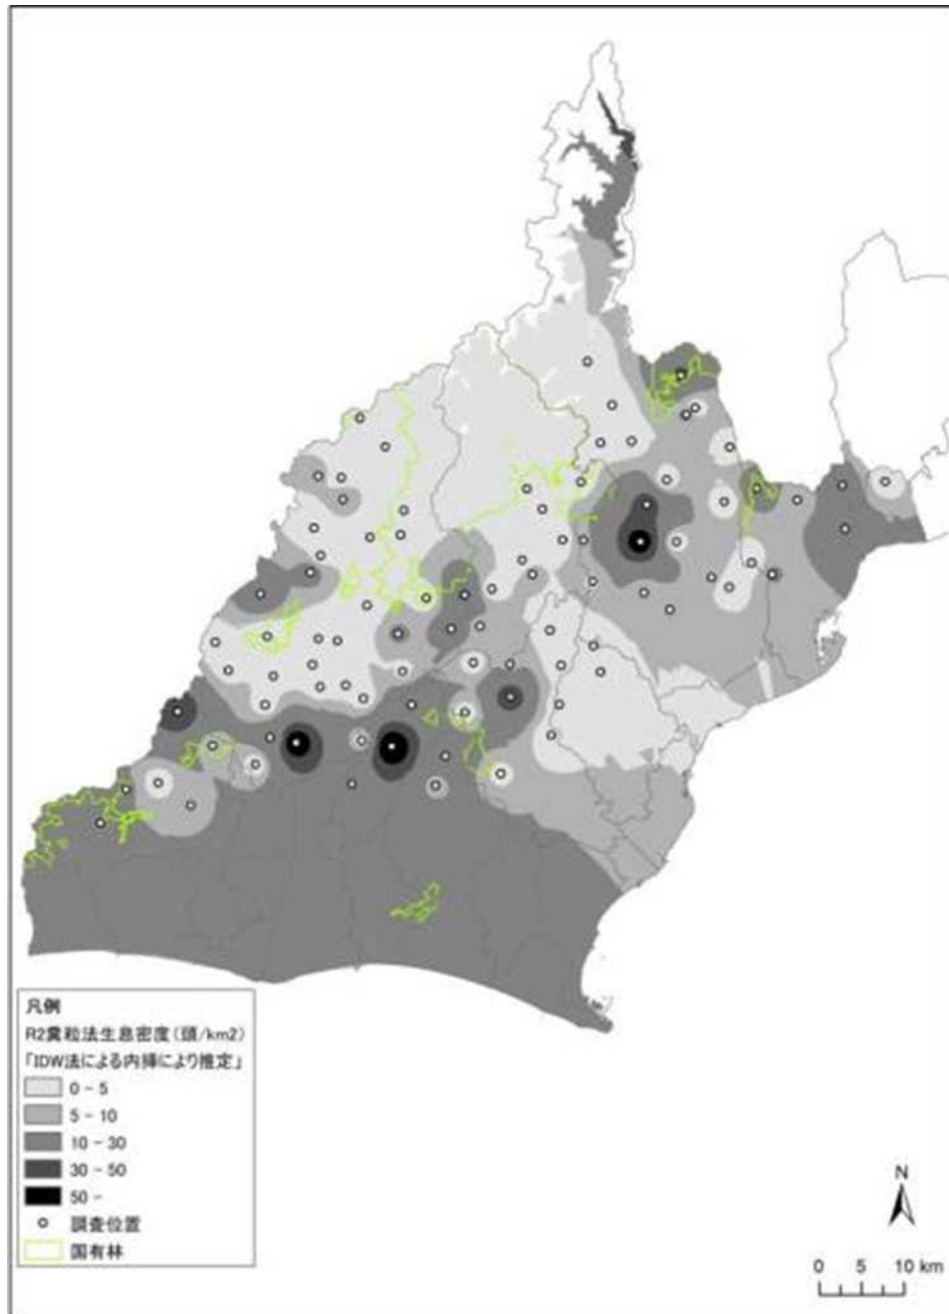 凡例
R2糞粒法生息密度(頭/km2)
「IDW法による内挿により推定」
0 - 5
5 - 10
10 - 30
30 - 50
50 -
調査位置
国有林
N
0 5 10 km